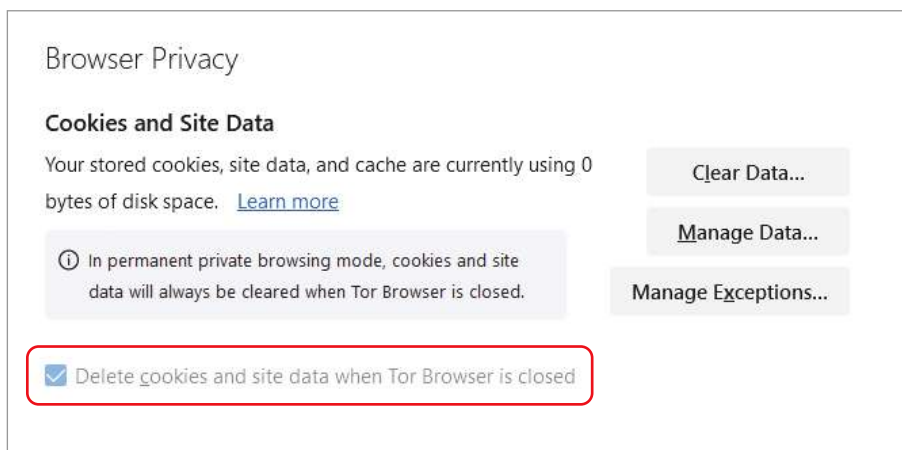 Browser Privacy
Cookies and Site Data
Your stored cookies, site data, and cache are currently using 0
bytes of disk space. Learn more
Clear Data...
Manage Data...
Manage Exceptions...
In permanent private browsing mode, cookies and site
data will always be cleared when Tor Browser is closed.
Delete cookies and site data when Tor Browser is closed